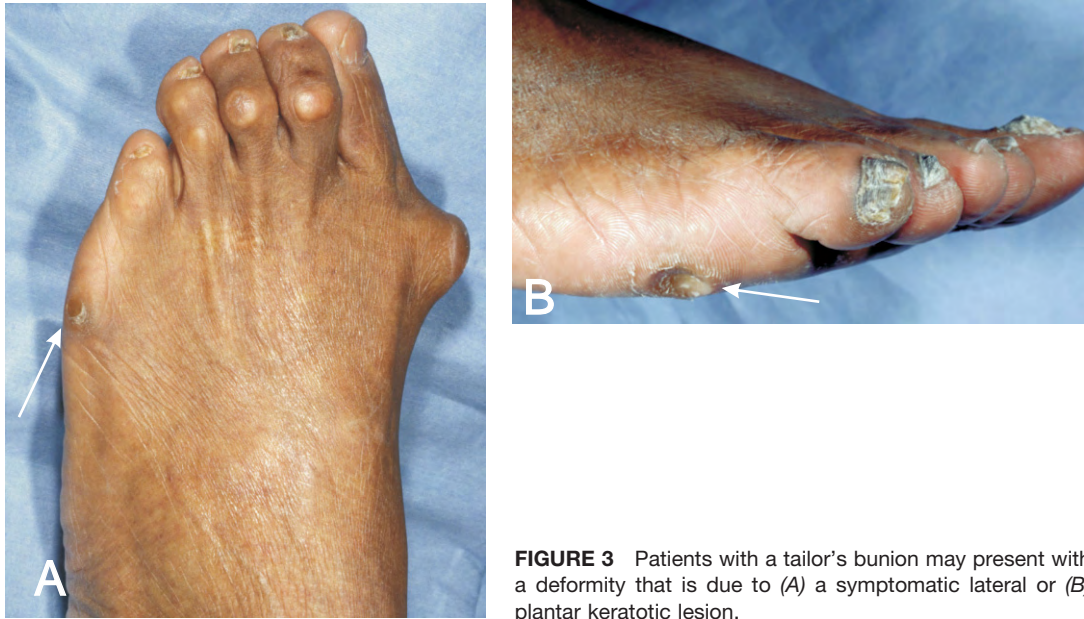 A
B
FIGURE 3 Patients with a tailor's bunion may present with
a deformity that is due to (A) a symptomatic lateral or (B)
plantar keratotic lesion.